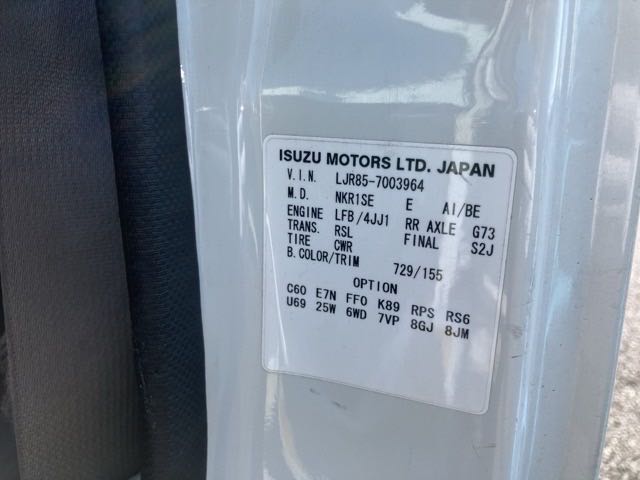 ISUZU MOTORS LTD. JAPAN
V.I.N. LJR85-7003964
M.D. NKR1SE E AI/BE
ENGINE LFB/4JJ1 RR AXLE G73
TRANS. RSL FINAL S2J
TIRE CWR
B.COLOR/TRIM 729/155
OPTION
C60 E7N FF0 K89 RPS RS6
U69 25W 6WD 7VP 8GJ 8JM